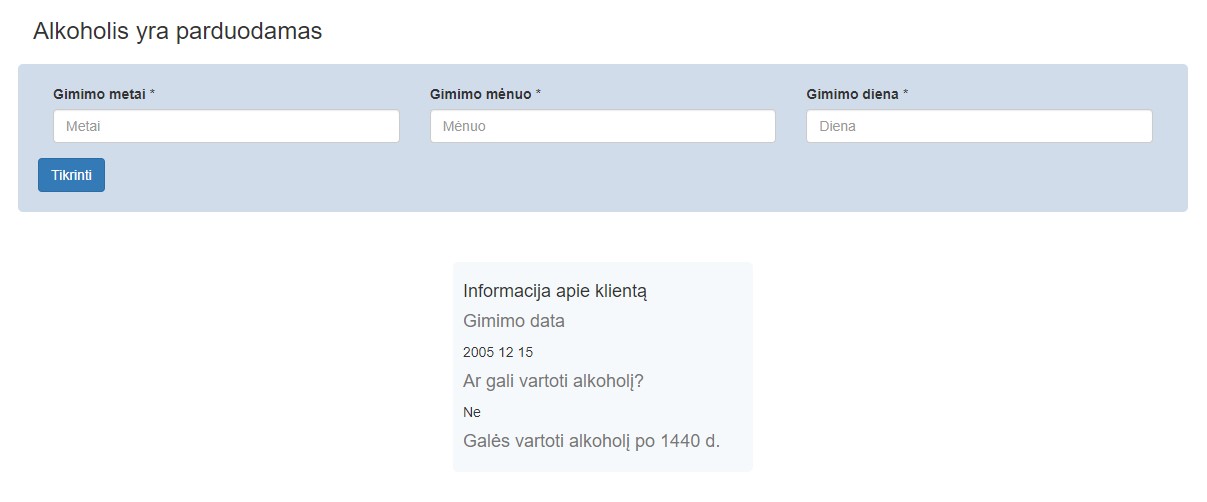 Alkoholis yra parduodamas
Gimimo metai * Gimimo mėnuo * Gimimo diena *
Metai Mėnuo Diena
Tikrinti
Informacija apie klientą
Gimimo data
2005 12 15
Ar gali vartoti alkoholį?
Ne
Galės vartoti alkoholį po 1440 d.